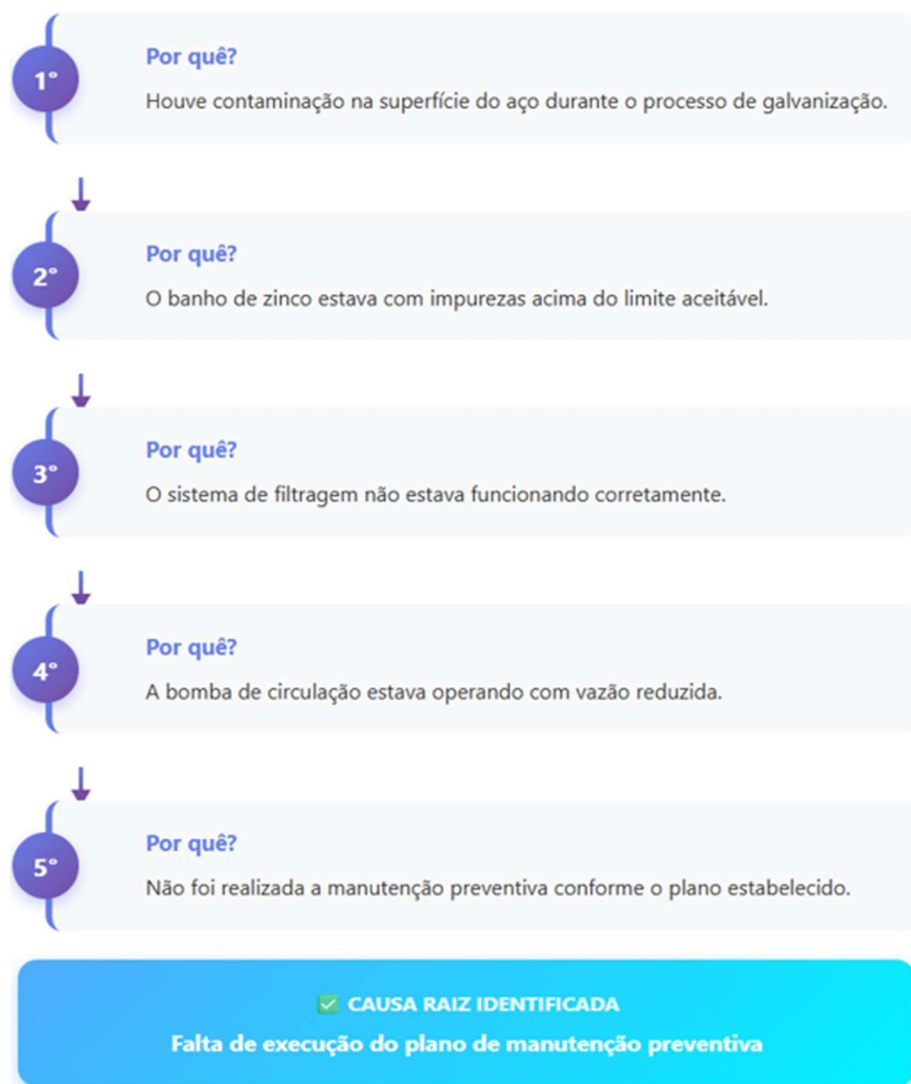 1°
Por quê?
Houve contaminação na superfície do aço durante o processo de galvanização.
2°
Por quê?
O banho de zinco estava com impurezas acima do limite aceitável.
3°
Por quê?
O sistema de filtragem não estava funcionando corretamente.
4°
Por quê?
A bomba de circulação estava operando com vazão reduzida.
5°
Por quê?
Não foi realizada a manutenção preventiva conforme o plano estabelecido.
✅ CAUSA RAIZ IDENTIFICADA
Falta de execução do plano de manutenção preventiva